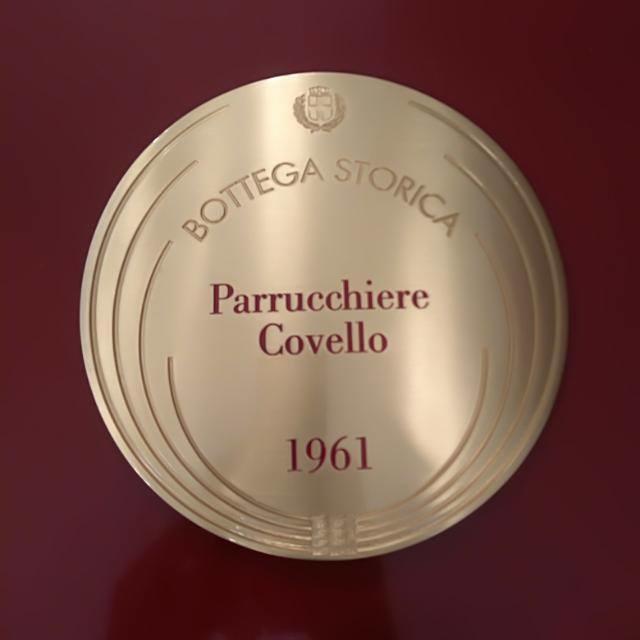 BOTTEGA STORICA
Parrucchiere
Covello
1961